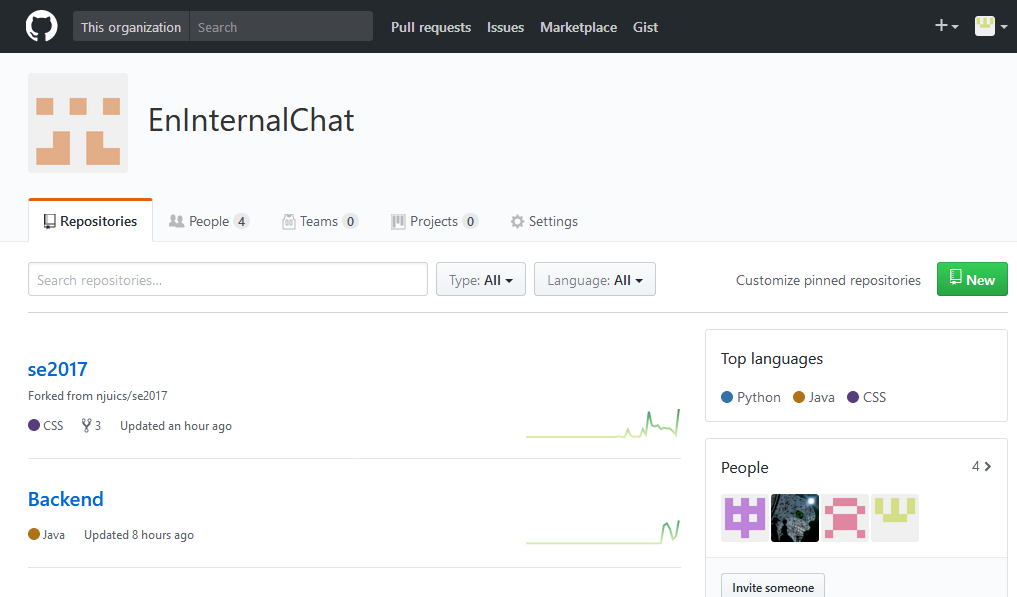 This organization Search Pull requests Issues Marketplace Gist
EnInternalChat
Repositories People 4 Teams 0 Projects 0 Settings
Search repositories... Type: All Language: All Customize pinned repositories New
se2017
Forked from njuics/se2017
CSS 3 Updated an hour ago
Backend
Java Updated 8 hours ago
Top languages
Python Java CSS
People 4
Invite someone